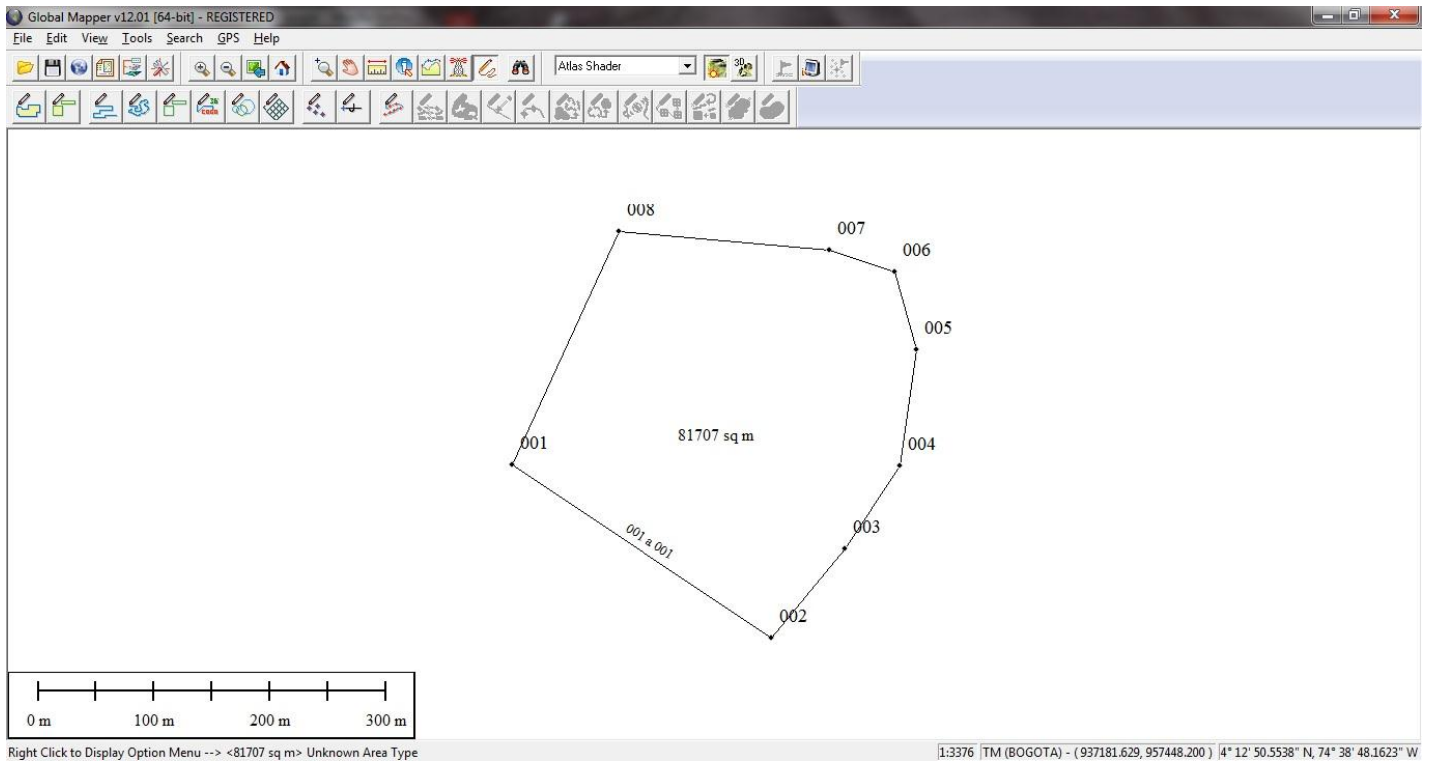 Global Mapper v12.01 [64-bit] - REGISTERED
File Edit View Tools Search GPS Help
Atlas Shader
008
007
006
005
001
81707 sq m
004
001 a 001
003
002
0 m 100 m 200 m 300 m
Right Click to Display Option Menu --> <81707 sq m> Unknown Area Type
1:3376 TM (BOGOTA) - ( 937181.629, 957448.200 ) 4° 12' 50.5538" N, 74° 38' 48.1623" W